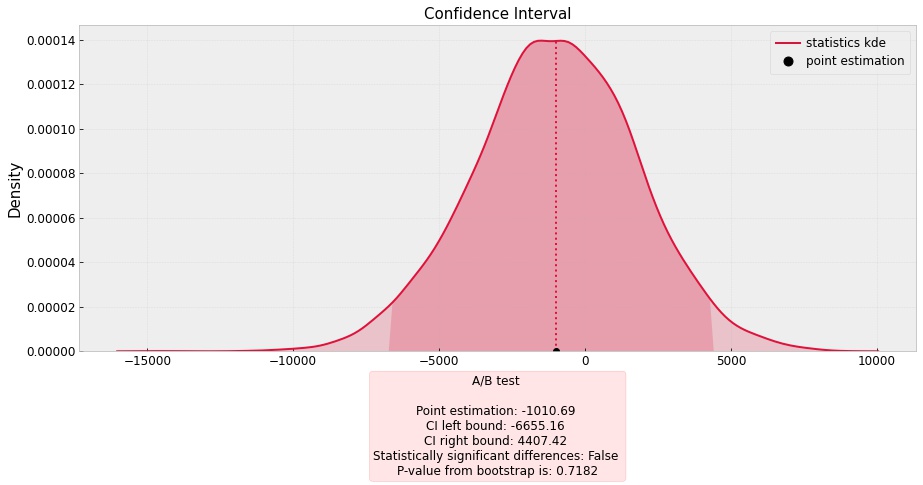 Confidence Interval
statistics kde
point estimation
Density
0.00014
0.00012
0.00010
0.00008
0.00006
0.00004
0.00002
0.00000
−15000 −10000 −5000 0 5000 10000
A/B test
Point estimation: -1010.69
CI left bound: -6655.16
CI right bound: 4407.42
Statistically significant differences: False
P-value from bootstrap is: 0.7182